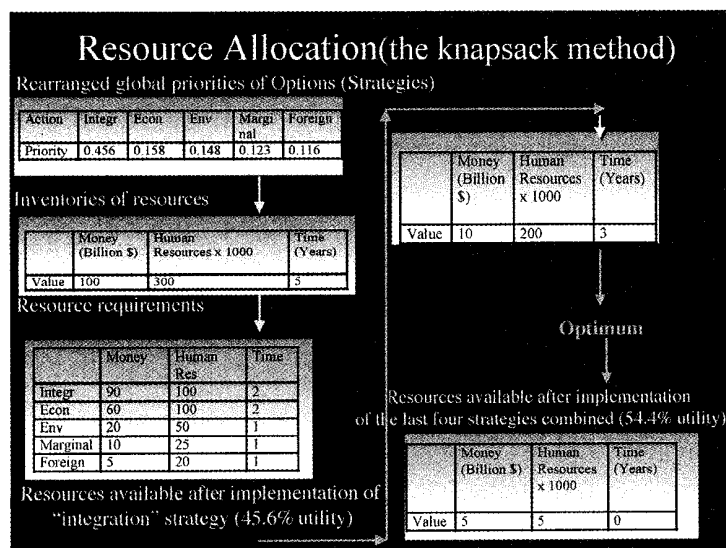 Resource Allocation(the knapsack method)
Rearranged global priorities of Options (Strategies)
Action Integr Econ Env Margi Foreign
nal
Priority 0.456 0.158 0.148 0.123 0.116
Inventories of resources
Money Human Time
(Billion $) Resources x 1000 (Years)
Value 100 300 5
Resource requirements
Money Human Time
Res
Integr 90 100 2
Econ 60 100 2
Env 20 50 1
Marginal 10 25 1
Foreign 5 20 1
Resources available after implementation of
“integration” strategy (45.6% utility)
Money Human Time
(Billion Resources (Years)
$) x 1000
Value 10 200 3
Optimum
Resources available after implementation
of the last four strategies combined (54.4% utility)
Money Human Time
(Billion $) Resources (Years)
x 1000
Value 5 5 0